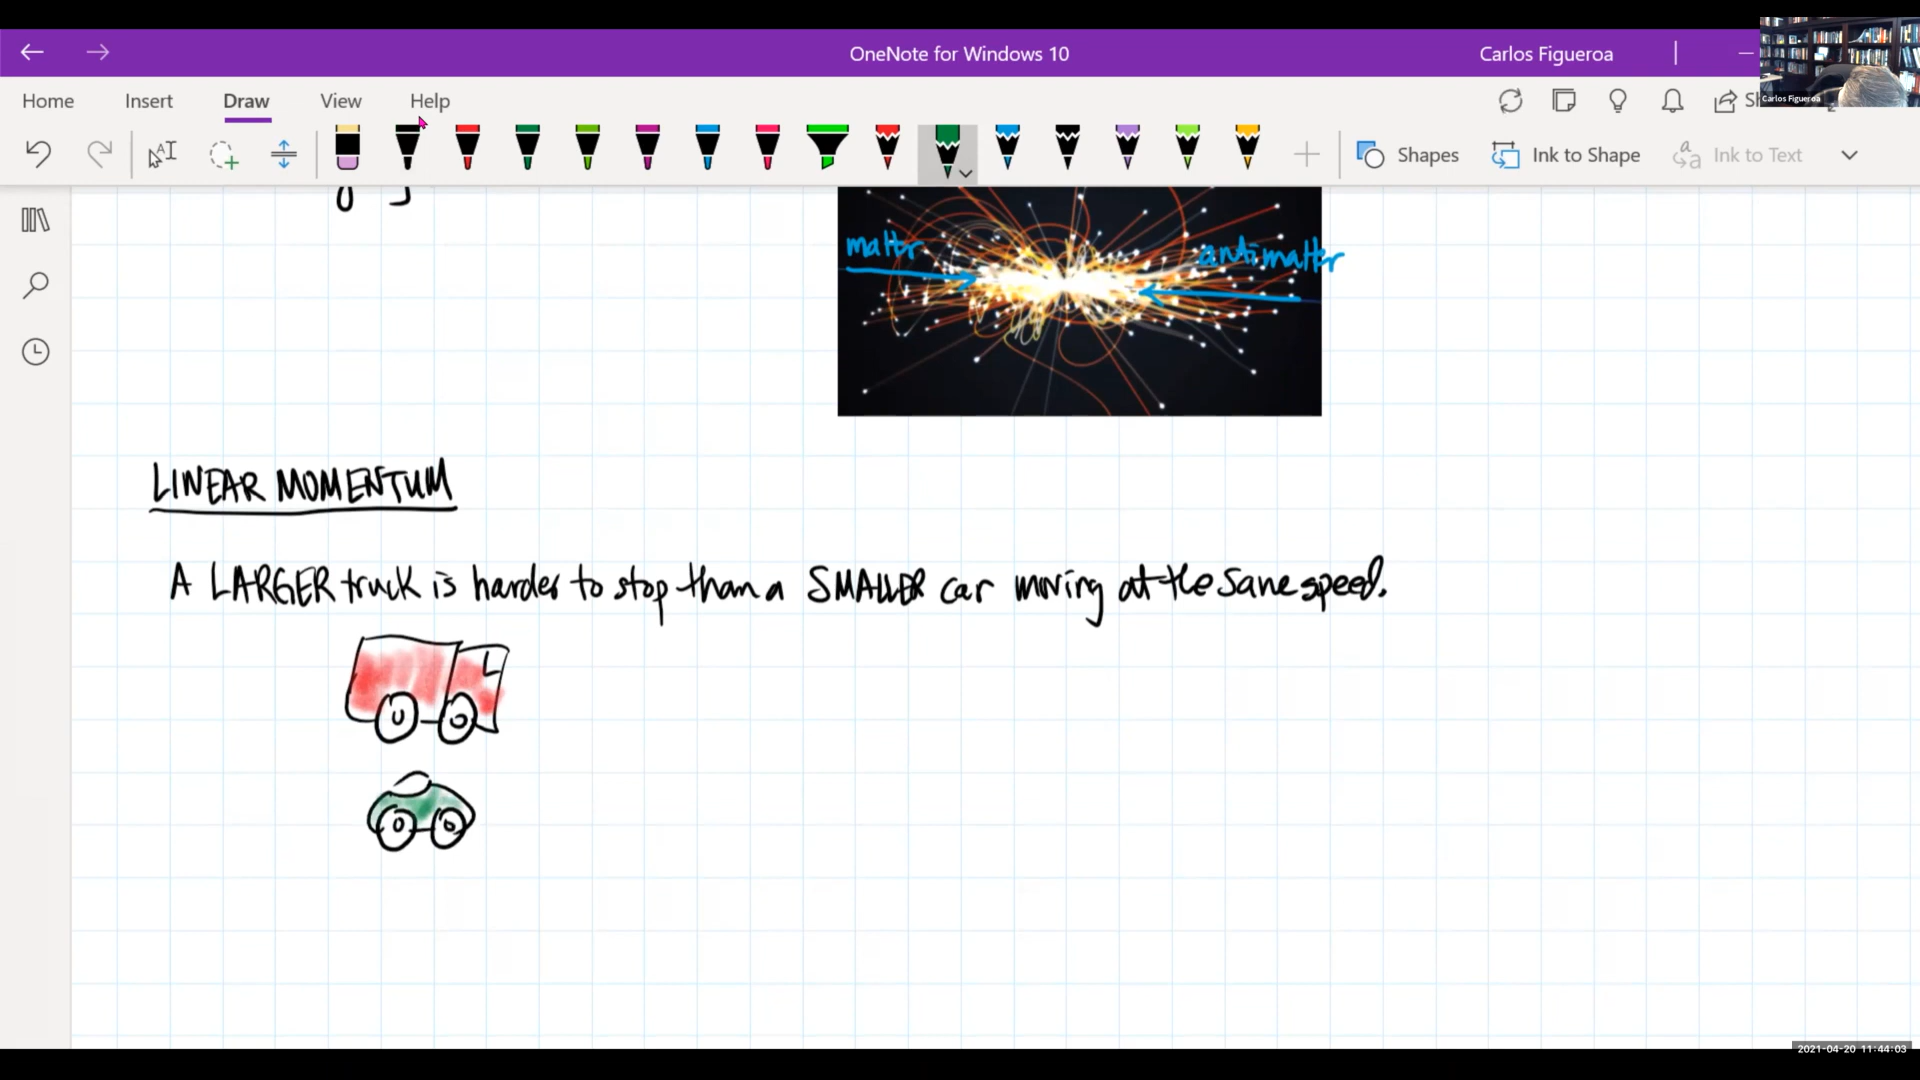 OneNote for Windows 10
Carlos Figueroa
Carlos Figueroa
Home Insert Draw View Help
Shapes Ink to Shape Ink to Text
matter
antimatter
LINEAR MOMENTUM
A LARGER truck is harder to stop than a SMALLER car moving at the same speed.
2021-04-20 11:44:03